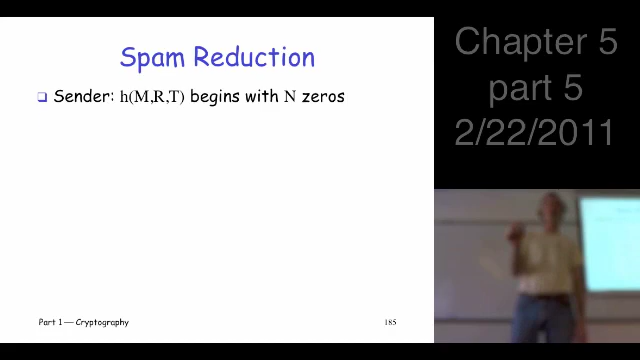 Spam Reduction
Sender: h(M,R,T) begins with N zeros
Part 1 — Cryptography
185
Chapter 5
part 5
2/22/2011